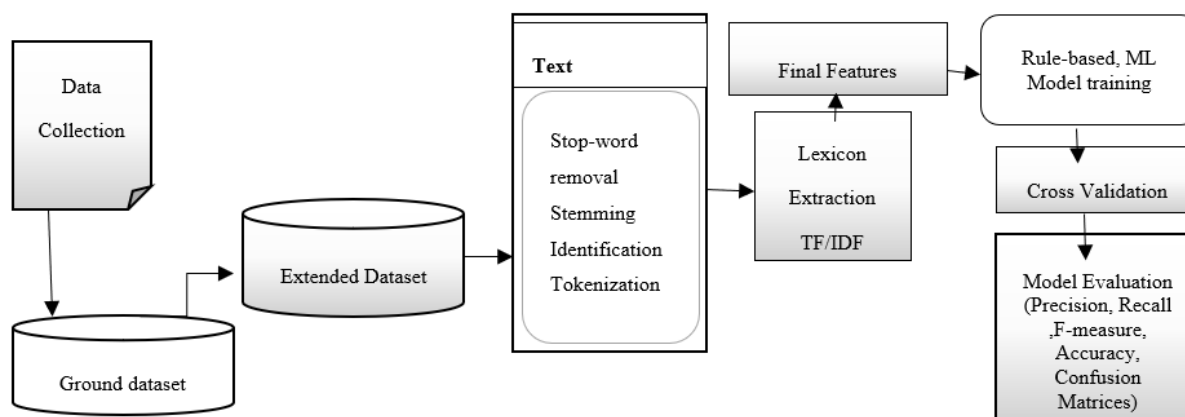 Data
Collection
Ground dataset
Extended Dataset
Text
Stop-word
removal
Stemming
Identification
Tokenization
Lexicon
Extraction
TF/IDF
Final Features
Rule-based, ML
Model training
Cross Validation
Model Evaluation
(Precision, Recall
,F-measure,
Accuracy,
Confusion
Matrices)